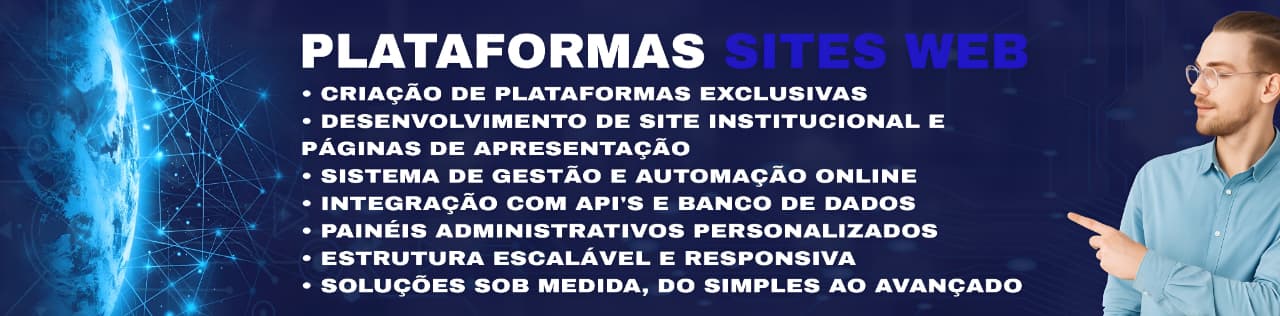 PLATAFORMAS SITES WEB
• CRIAÇÃO DE PLATAFORMAS EXCLUSIVAS
• DESENVOLVIMENTO DE SITE INSTITUCIONAL E
PÁGINAS DE APRESENTAÇÃO
• SISTEMA DE GESTÃO E AUTOMAÇÃO ONLINE
• INTEGRAÇÃO COM API'S E BANCO DE DADOS
• PAINÉIS ADMINISTRATIVOS PERSONALIZADOS
• ESTRUTURA ESCALÁVEL E RESPONSIVA
• SOLUÇÕES SOB MEDIDA, DO SIMPLES AO AVANÇADO